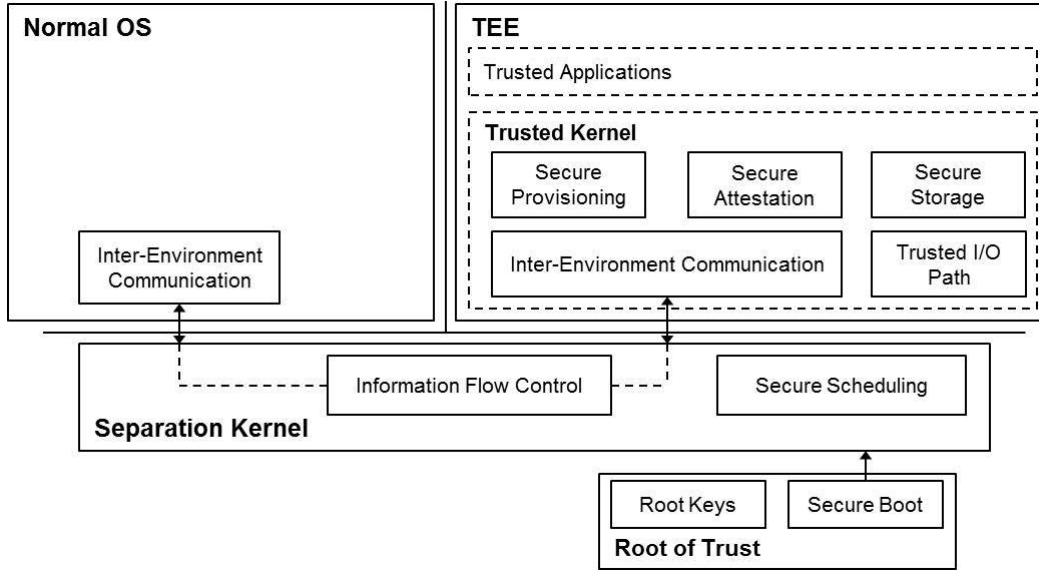 Normal OS
Inter-Environment
Communication
TEE
Trusted Applications
Trusted Kernel
Secure
Provisioning
Secure
Attestation
Secure
Storage
Inter-Environment Communication
Trusted I/O
Path
Information Flow Control
Secure Scheduling
Separation Kernel
Root Keys
Secure Boot
Root of Trust